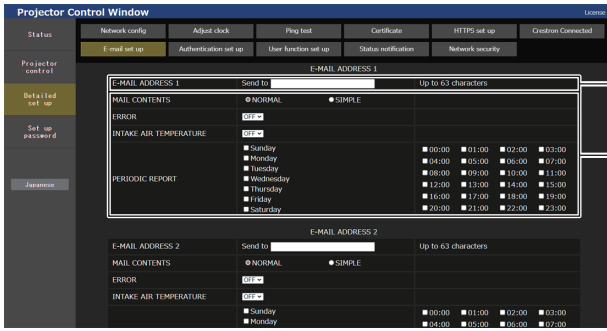 Projector Control Window
License
Status
Projector control
Detailed set up
Set up password
Japanese
Network config
Adjust clock
Ping test
Certificate
HTTPS set up
Crestron Connected
E-mail set up
Authentication set up
User function set up
Status notification
Network security
E-MAIL ADDRESS 1
E-MAIL ADDRESS 1 Send to Up to 63 characters
MAIL CONTENTS NORMAL SIMPLE
ERROR OFF
INTAKE AIR TEMPERATURE OFF
PERIODIC REPORT
Sunday
Monday
Tuesday
Wednesday
Thursday
Friday
Saturday
00:00 01:00 02:00 03:00
04:00 05:00 06:00 07:00
08:00 09:00 10:00 11:00
12:00 13:00 14:00 15:00
16:00 17:00 18:00 19:00
20:00 21:00 22:00 23:00
E-MAIL ADDRESS 2
E-MAIL ADDRESS 2 Send to Up to 63 characters
MAIL CONTENTS NORMAL SIMPLE
ERROR OFF
INTAKE AIR TEMPERATURE OFF
Sunday
Monday
00:00 01:00 02:00 03:00
04:00 05:00 06:00 07:00